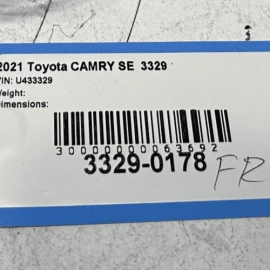 2021 Toyota CAMRY SE 3329
VIN: U433329
Weight:
Dimensions:
3000000063692
3329-0178
FR